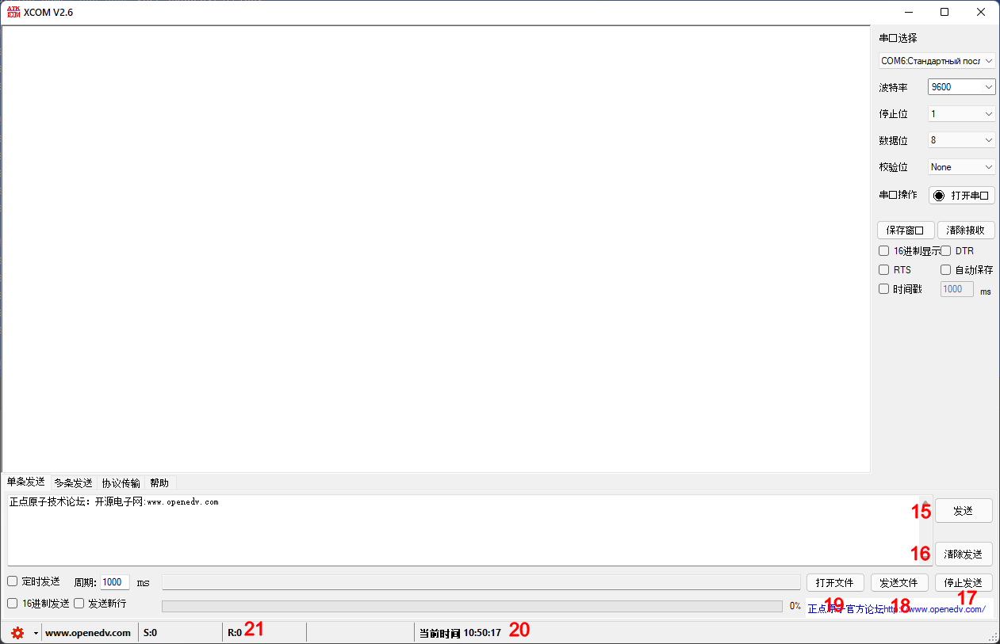 ATK XCOM XCOM V2.6
串口选择
COM6:Стандартный посл
波特率 9600
停止位 1
数据位 8
校验位 None
串口操作 打开串口
保存窗口 清除接收
16进制显示 DTR
RTS 自动保存
时间戳 1000 ms
单条发送 多条发送 协议传输 帮助
正点原子技术论坛：开源电子网:www.openedv.com
15 发送
16 清除发送
定时发送 周期: 1000 ms 打开文件 发送文件 停止发送
17
16进制发送 发送新行 0% 正点原子官方论坛http://www.openedv.com/
19 18
www.openedv.com S:0 R:0 21 当前时间 10:50:17 20